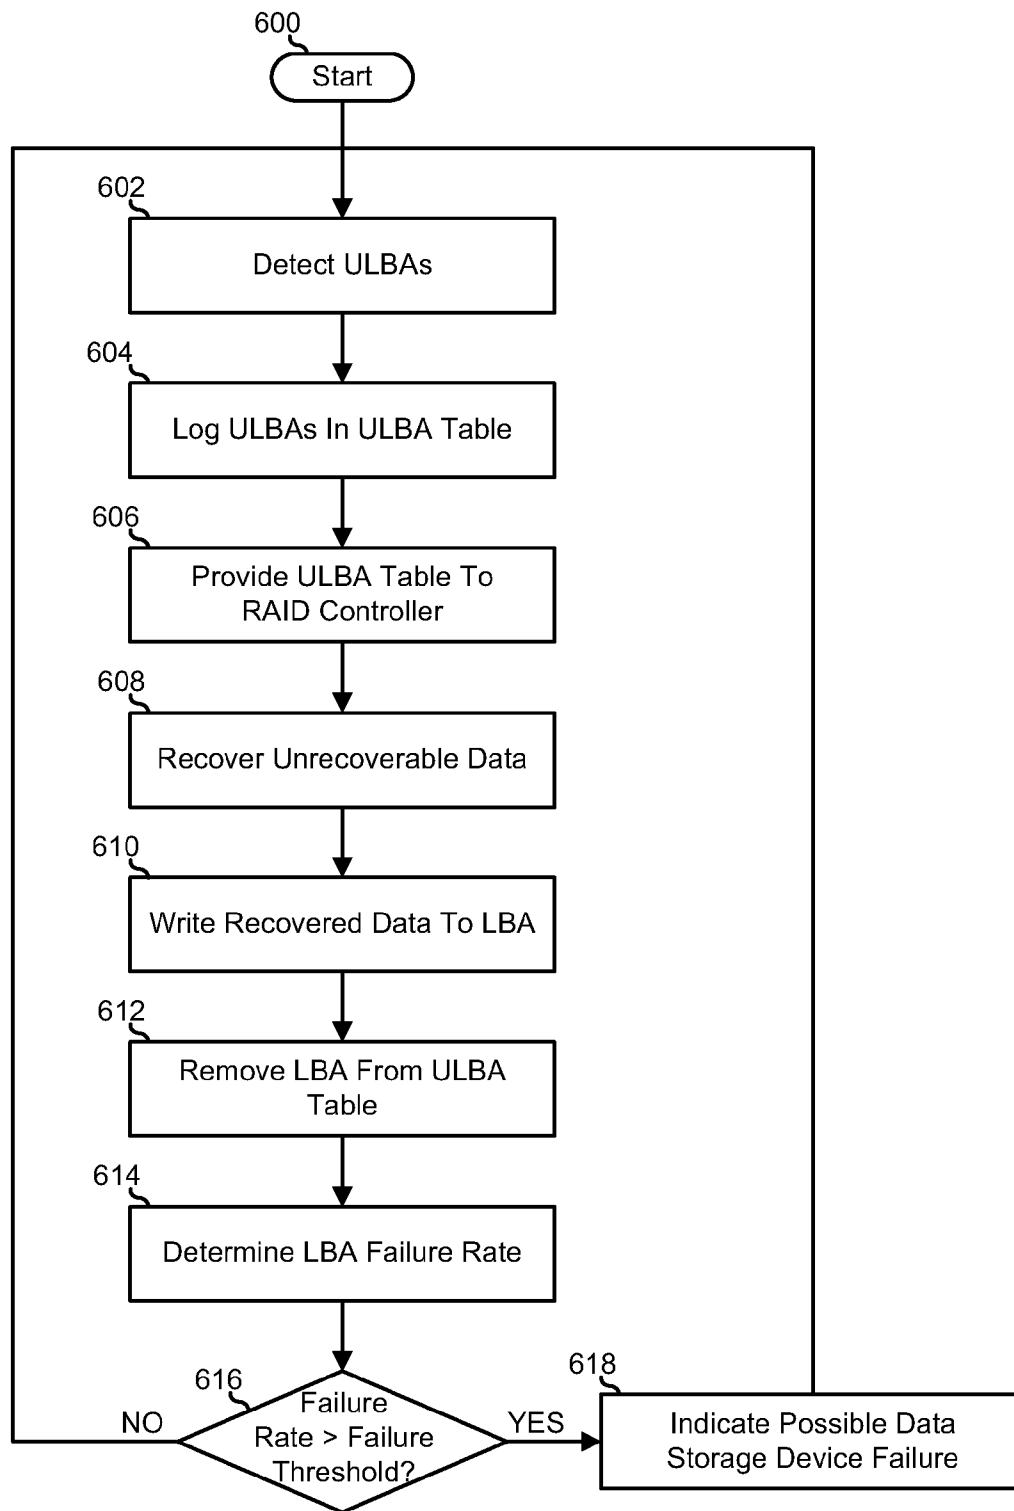 600
Start
602
Detect ULBAs
604
Log ULBAs In ULBA Table
606
Provide ULBA Table To
RAID Controller
608
Recover Unrecoverable Data
610
Write Recovered Data To LBA
612
Remove LBA From ULBA
Table
614
Determine LBA Failure Rate
616
Failure
Rate > Failure
Threshold?
NO
YES
618
Indicate Possible Data
Storage Device Failure